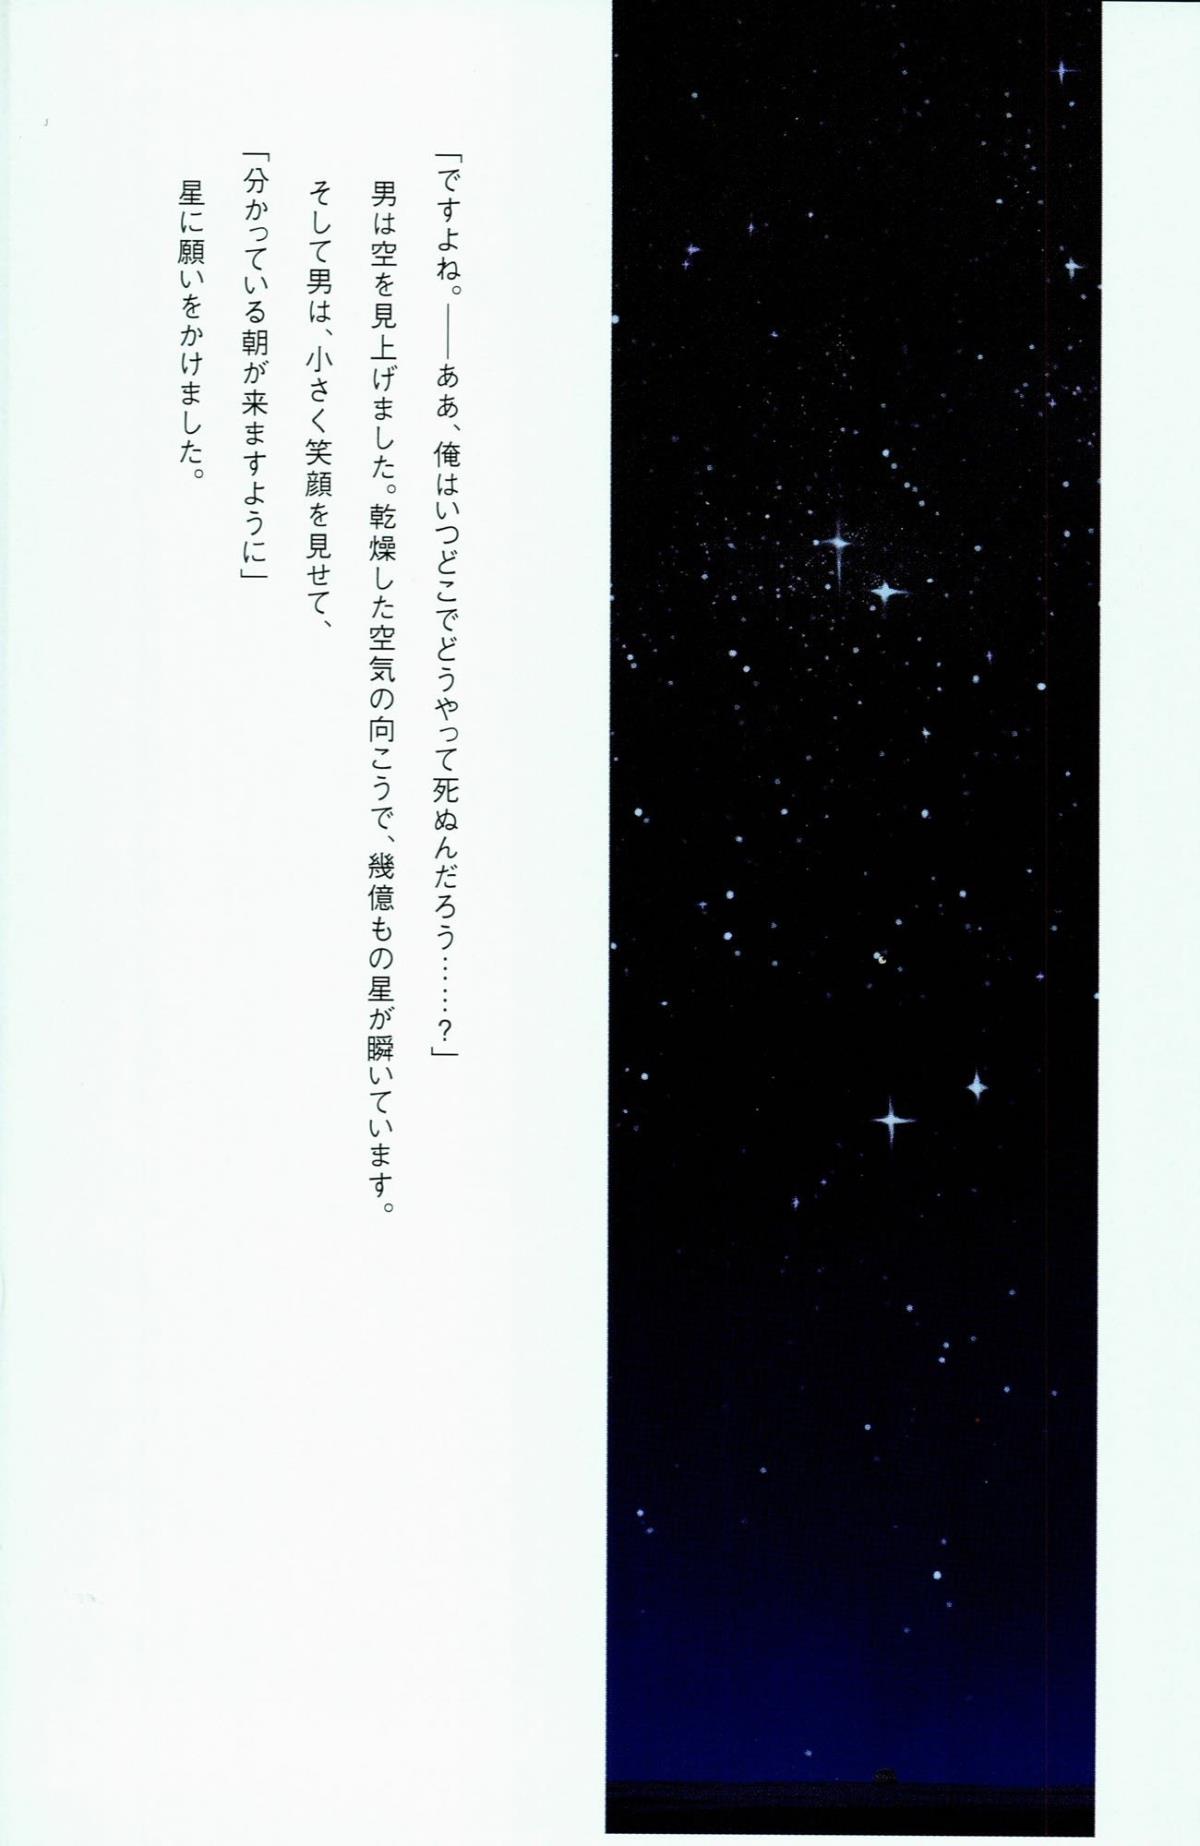 「ですよね。――ああ、俺はいつどこでどうやって死ぬんだろう……？」
男は空を見上げました。乾燥した空気の向こうで、幾億もの星が瞬いています。
そして男は、小さく笑顔を見せて、
「分かっている朝が来ますように」
星に願いをかけました。